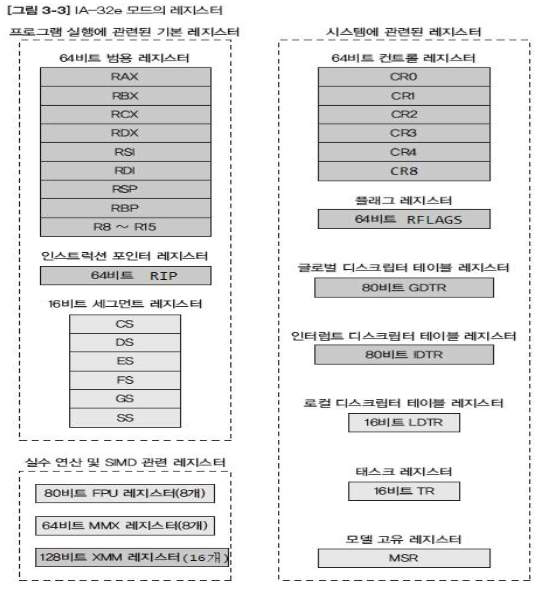 [그림 3-3] IA-32e 모드의 레지스터
프로그램 실행에 관련된 기본 레지스터
64비트 범용 레지스터
RAX
RBX
RCX
RDX
RSI
RDI
RSP
RBP
R8 ~ R15
인스트럭션 포인터 레지스터
64비트 RIP
16비트 세그먼트 레지스터
CS
DS
ES
FS
GS
SS
실수 연산 및 SIMD 관련 레지스터
80비트 FPU 레지스터(8개)
64비트 MMX 레지스터(8개)
128비트 XMM 레지스터(16개)
시스템에 관련된 레지스터
64비트 컨트롤 레지스터
CR0
CR1
CR2
CR3
CR4
CR8
플래그 레지스터
64비트 RFLAGS
글로벌 디스크립터 테이블 레지스터
80비트 GDTR
인터럽트 디스크립터 테이블 레지스터
80비트 IDTR
로컬 디스크립터 테이블 레지스터
16비트 LDTR
태스크 레지스터
16비트 TR
모델 고유 레지스터
MSR